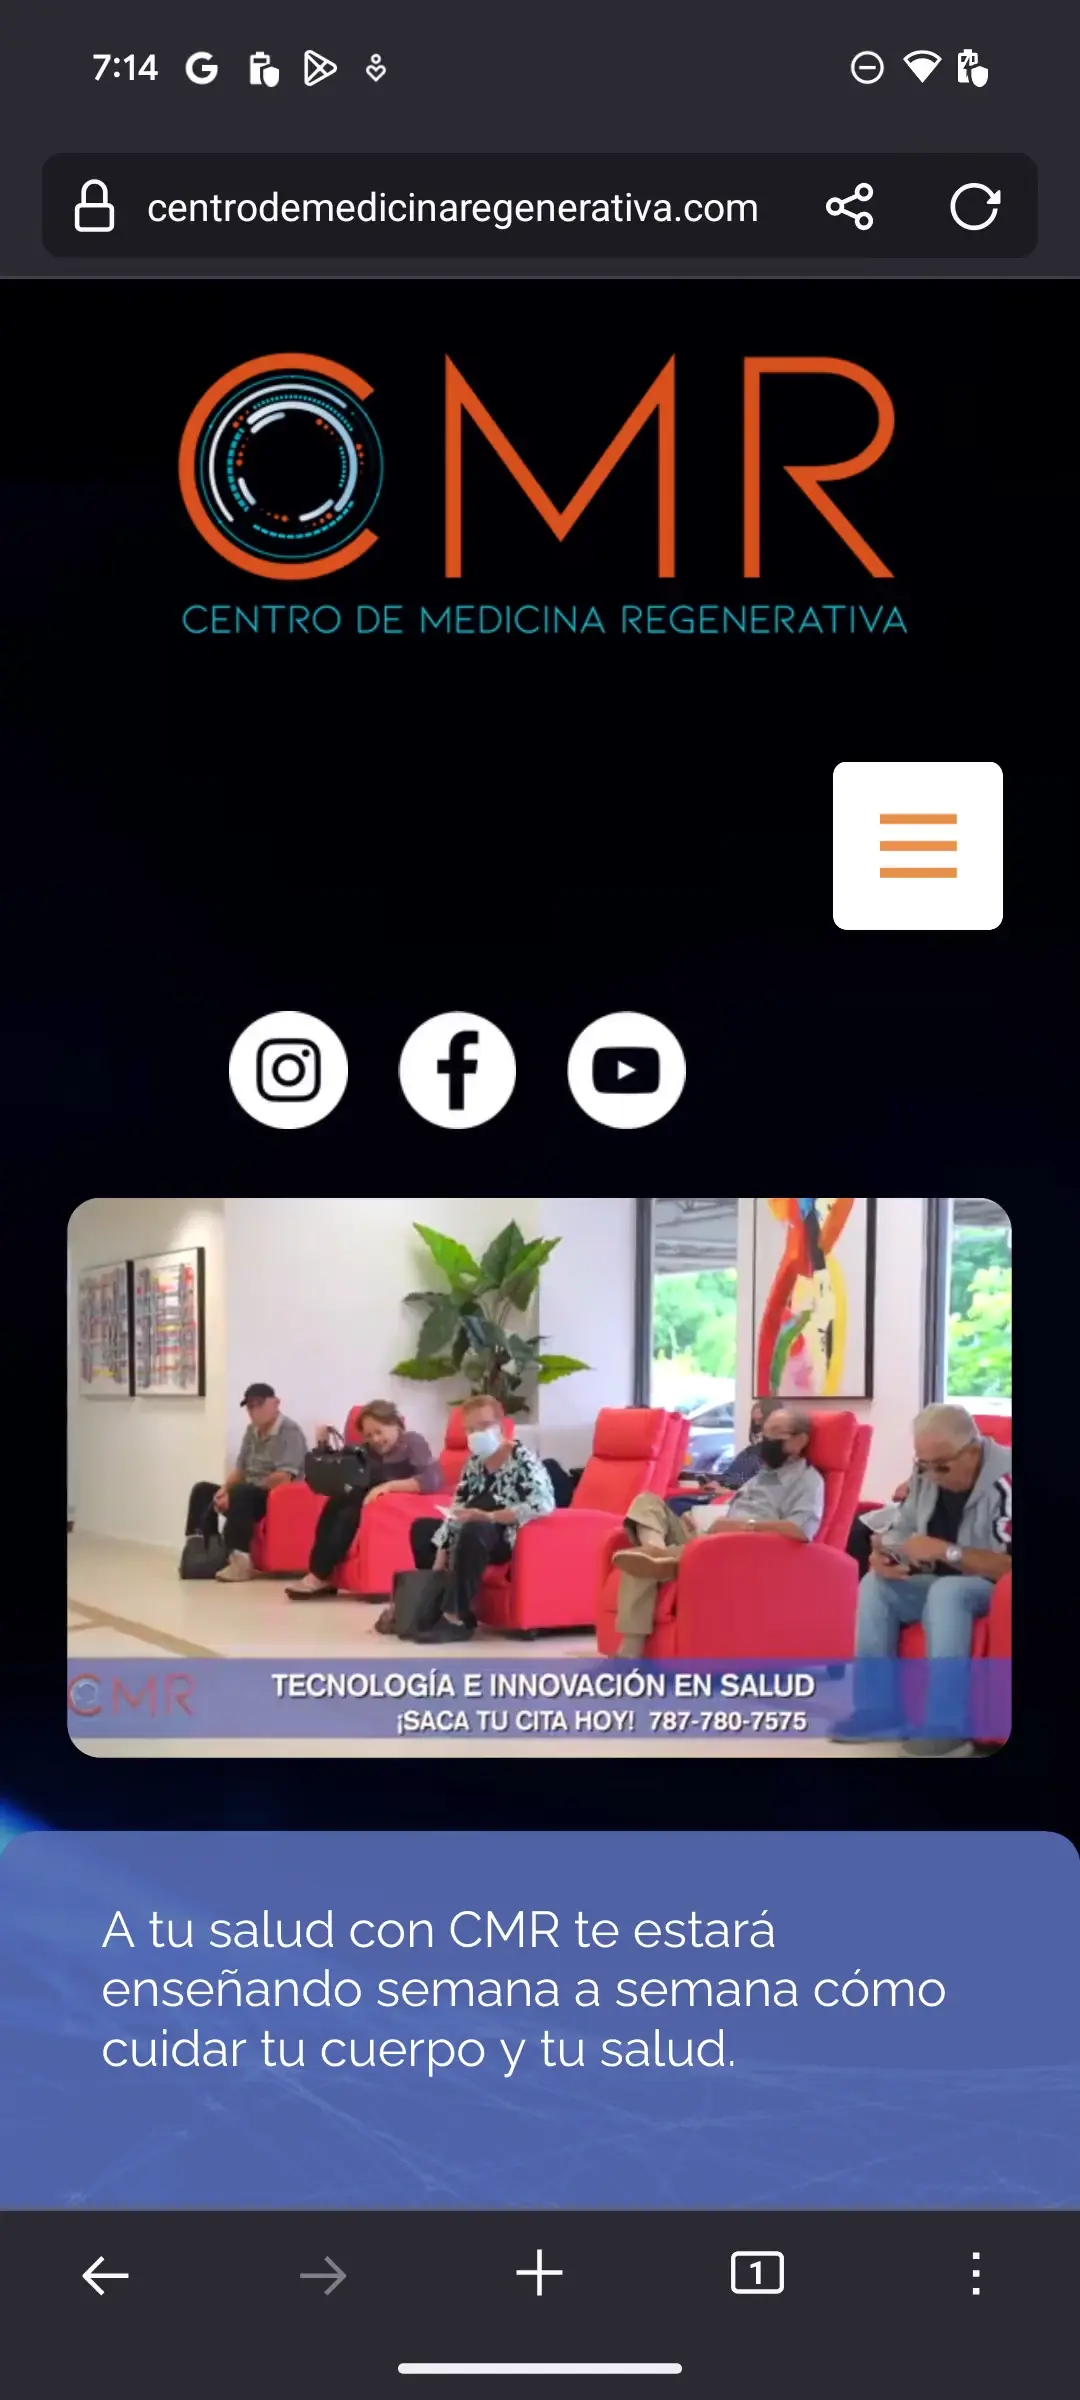 7:14
centrodemedicinaregenerativa.com
CMR
CENTRO DE MEDICINA REGENERATIVA
CMR
TECNOLOGÍA E INNOVACIÓN EN SALUD
¡SACA TU CITA HOY! 787-780-7575
A tu salud con CMR te estará
enseñando semana a semana cómo
cuidar tu cuerpo y tu salud.
1